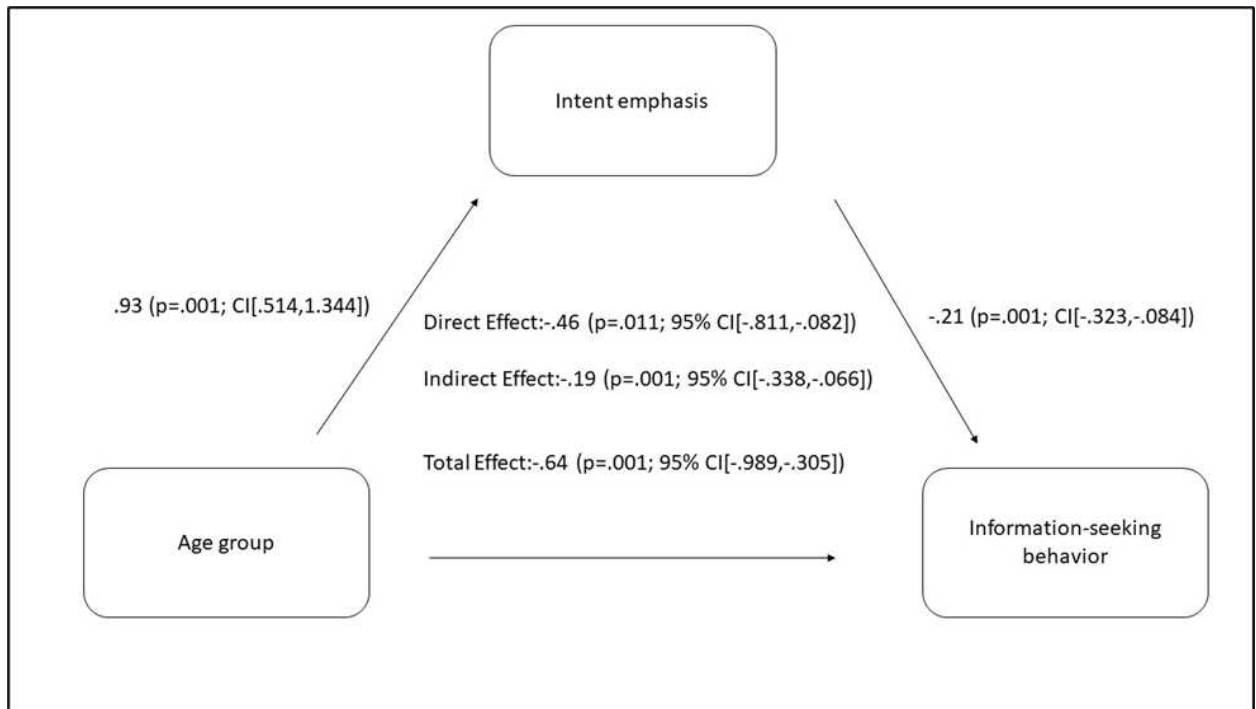 Intent emphasis
.93 (p=.001; CI[.514,1.344])
Direct Effect:-.46 (p=.011; 95% CI[-.811,-.082])
-.21 (p=.001; CI[-.323,-.084])
Indirect Effect:-.19 (p=.001; 95% CI[-.338,-.066])
Total Effect:-.64 (p=.001; 95% CI[-.989,-.305])
Age group
Information-seeking
behavior